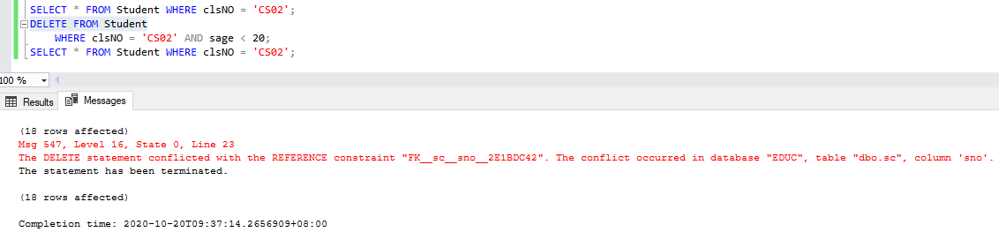 SELECT * FROM Student WHERE clsNO = 'CS02';
DELETE FROM Student
WHERE clsNO = 'CS02' AND sage < 20;
SELECT * FROM Student WHERE clsNO = 'CS02';
100 %
Results Messages
(18 rows affected)
Msg 547, Level 16, State 0, Line 23
The DELETE statement conflicted with the REFERENCE constraint "FK__sc__sno__2E1BDC42". The conflict occurred in database "EDUC", table "dbo.sc", column 'sno'.
The statement has been terminated.
(18 rows affected)
Completion time: 2020-10-20T09:37:14.2656909+08:00